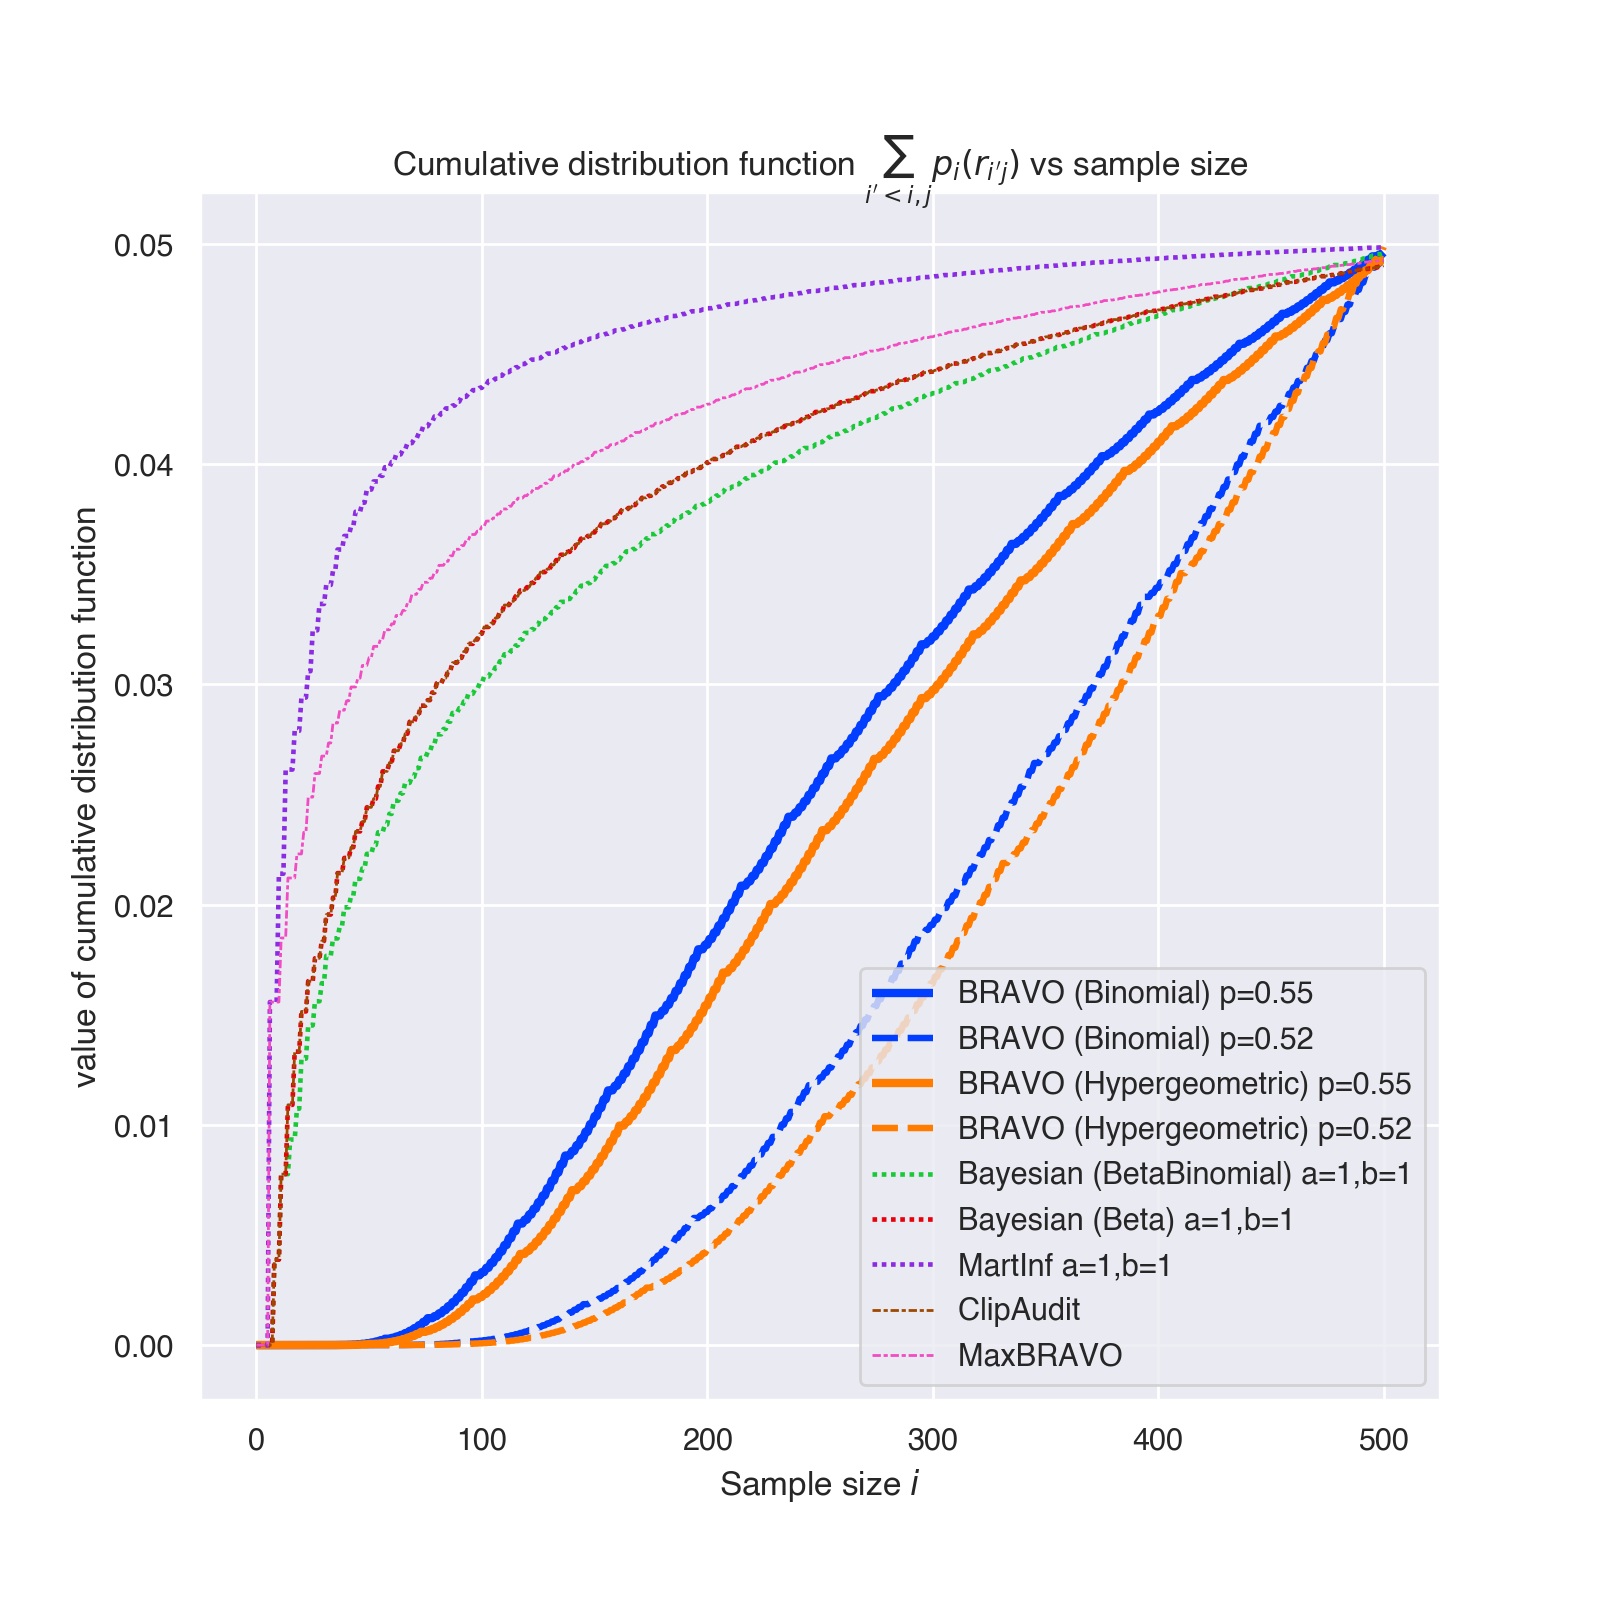 Cumulative distribution function ∑ pᵢ(rᵢ′ⱼ) vs sample size
i′ < i, j
0.05
0.04
0.03
0.02
0.01
0.00
value of cumulative distribution function
BRAVO (Binomial) p=0.55
BRAVO (Binomial) p=0.52
BRAVO (Hypergeometric) p=0.55
BRAVO (Hypergeometric) p=0.52
Bayesian (BetaBinomial) a=1,b=1
Bayesian (Beta) a=1,b=1
MartInf a=1,b=1
ClipAudit
MaxBRAVO
0 100 200 300 400 500
Sample size i